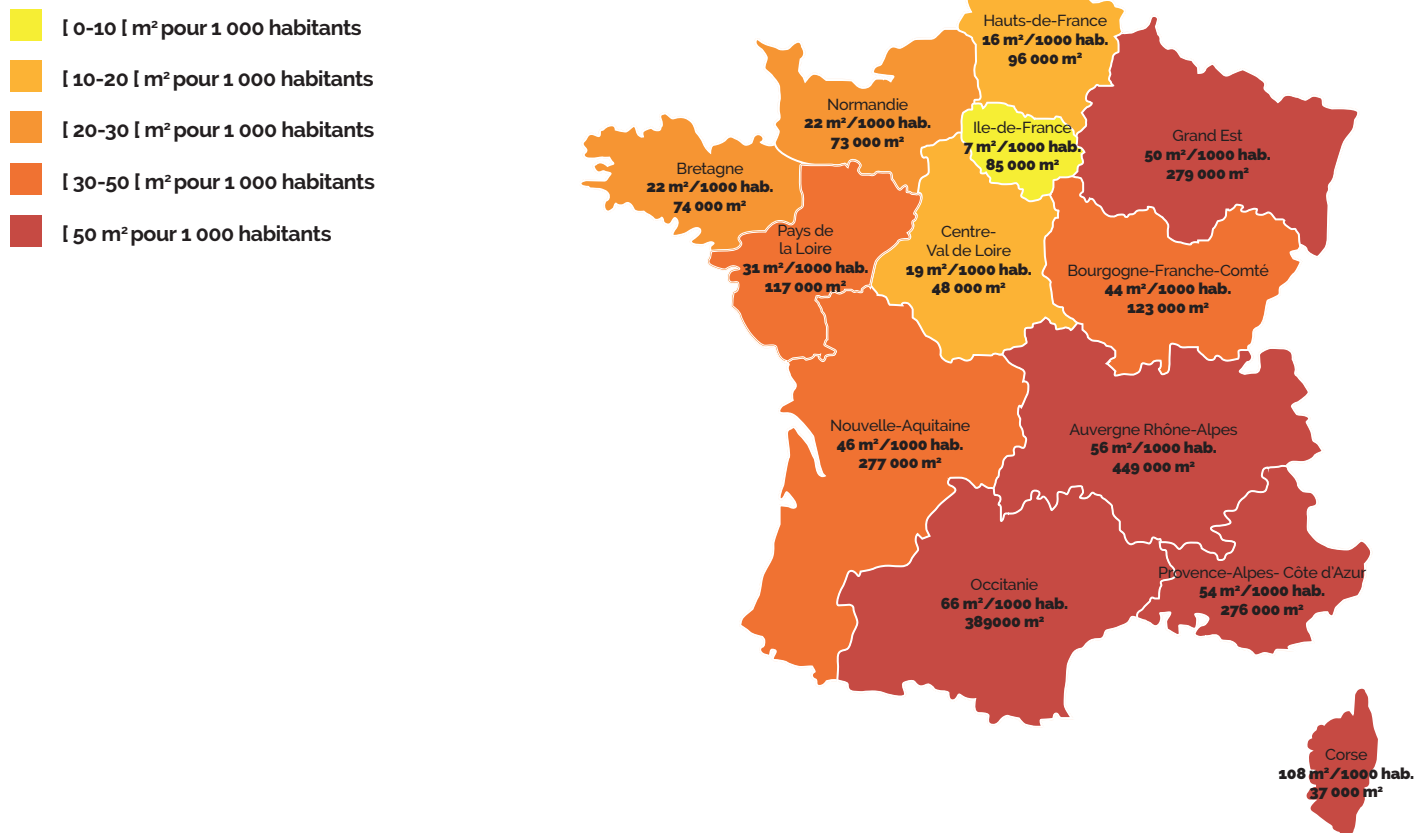 [ 0-10 [ m² pour 1 000 habitants
[ 10-20 [ m² pour 1 000 habitants
[ 20-30 [ m² pour 1 000 habitants
[ 30-50 [ m² pour 1 000 habitants
[ 50 m² pour 1 000 habitants
Hauts-de-France
16 m²/1000 hab.
96 000 m²
Normandie
22 m²/1000 hab.
73 000 m²
Ile-de-France
7 m²/1000 hab.
85 000 m²
Grand Est
50 m²/1000 hab.
279 000 m²
Bretagne
22 m²/1000 hab.
74 000 m²
Pays de
la Loire
31 m²/1000 hab.
117 000 m²
Centre-
Val de Loire
19 m²/1000 hab.
48 000 m²
Bourgogne-Franche-Comté
44 m²/1000 hab.
123 000 m²
Nouvelle-Aquitaine
46 m²/1000 hab.
277 000 m²
Auvergne Rhône-Alpes
56 m²/1000 hab.
449 000 m²
Occitanie
66 m²/1000 hab.
389000 m²
Provence-Alpes- Côte d'Azur
54 m²/1000 hab.
276 000 m²
Corse
108 m²/1000 hab.
37 000 m²